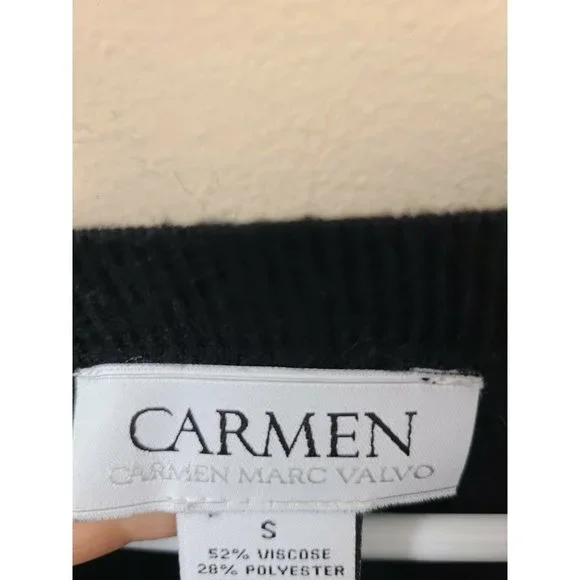 CARMEN
CARMEN MARC VALVO
S
52% VISCOSE
28% POLYESTER